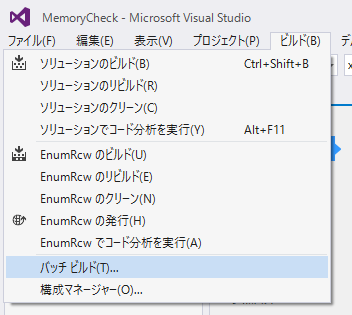 MemoryCheck - Microsoft Visual Studio
ファイル(F) 編集(E) 表示(V) プロジェクト(P) ビルド(B) デ
ソリューションのビルド(B) Ctrl+Shift+B
ソリューションのリビルド(R)
ソリューションのクリーン(C)
ソリューションでコード分析を実行(Y) Alt+F11
EnumRcw のビルド(U)
EnumRcw のリビルド(E)
EnumRcw のクリーン(N)
EnumRcw の発行(H)
EnumRcw でコード分析を実行(A)
バッチ ビルド(T)...
構成マネージャー(O)...